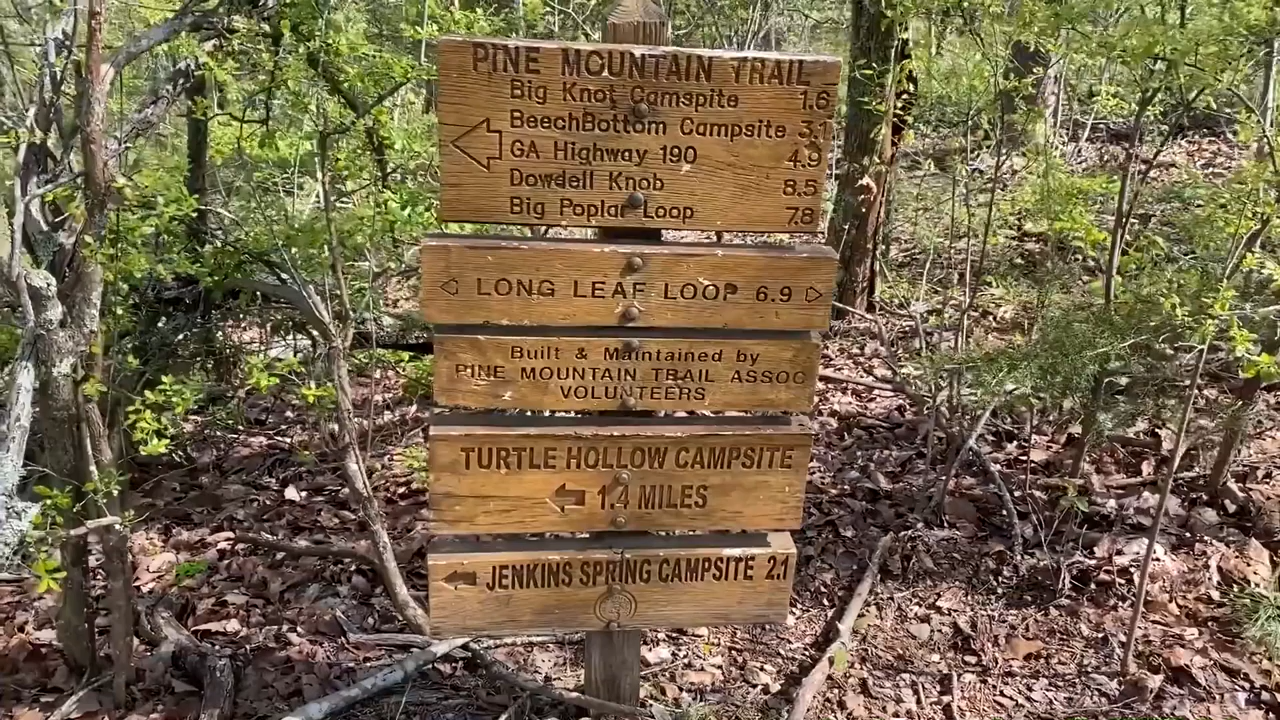 PINE MOUNTAIN TRAIL
Big Knot Camspite 1.6
BeechBottom Campsite 3.1
GA Highway 190 4.9
Dowdell Knob 8.5
Big Poplar Loop 7.8
LONG LEAF LOOP 6.9
Built & Maintained by
PINE MOUNTAIN TRAIL ASSOC
VOLUNTEERS
TURTLE HOLLOW CAMPSITE
1.4 MILES
JENKINS SPRING CAMPSITE 2.1